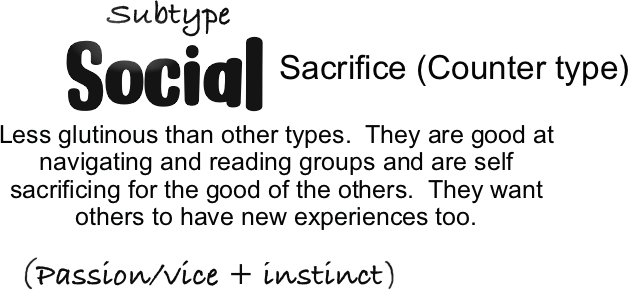 Subtype
Social Sacrifice (Counter type)
Less glutinous than other types. They are good at
navigating and reading groups and are self
sacrificing for the good of the others. They want
others to have new experiences too.
(Passion/vice + instinct)